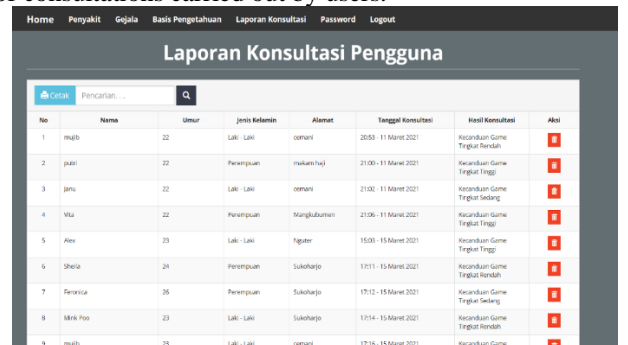 or consultations carried out by users.
Home Penyakit Gejala Basis Pengetahuan Laporan Konsultasi Password Logout
Laporan Konsultasi Pengguna
Cetak Pencarian. . .
No Nama Umur Jenis Kelamin Alamat Tanggal Konsultasi Hasil Konsultasi Aksi
1 mujib 22 Laki - Laki cemani 20:53 - 11 Maret 2021 Kecanduan Game
Tingkat Rendah
2 putri 22 Perempuan makam haji 21:00 - 11 Maret 2021 Kecanduan Game
Tingkat Tinggi
3 Janu 22 Laki - Laki cemani 21:02 - 11 Maret 2021 Kecanduan Game
Tingkat Sedang
4 Vita 22 Perempuan Mangkubumen 21:06 - 11 Maret 2021 Kecanduan Game
Tingkat Tinggi
5 Alex 23 Laki - Laki Nguter 15:03 - 15 Maret 2021 Kecanduan Game
Tingkat Tinggi
6 Sheila 24 Perempuan Sukoharjo 17:11 - 15 Maret 2021 Kecanduan Game
Tingkat Rendah
7 Feronica 26 Perempuan Sukoharjo 17:12 - 15 Maret 2021 Kecanduan Game
Tingkat Sedang
8 Mink Poo 23 Laki - Laki Sukoharjo 17:14 - 15 Maret 2021 Kecanduan Game
Tingkat Rendah
9 mujib 23 Laki - Laki cemani 17:16 - 15 Maret 2021 Kecanduan Game